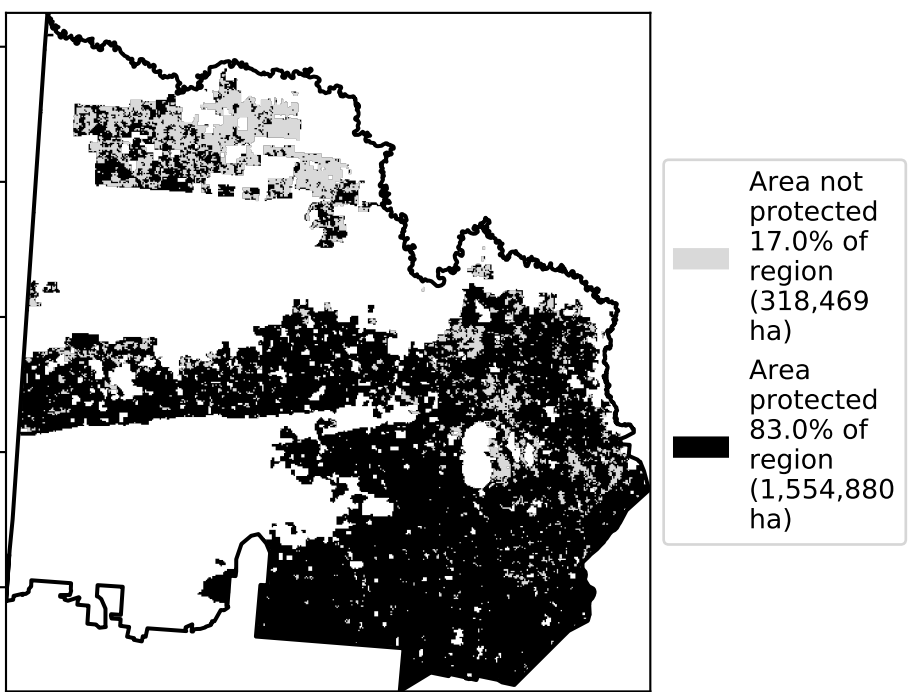 Area not
protected
17.0% of
region
(318,469
ha)
Area
protected
83.0% of
region
(1,554,880
ha)